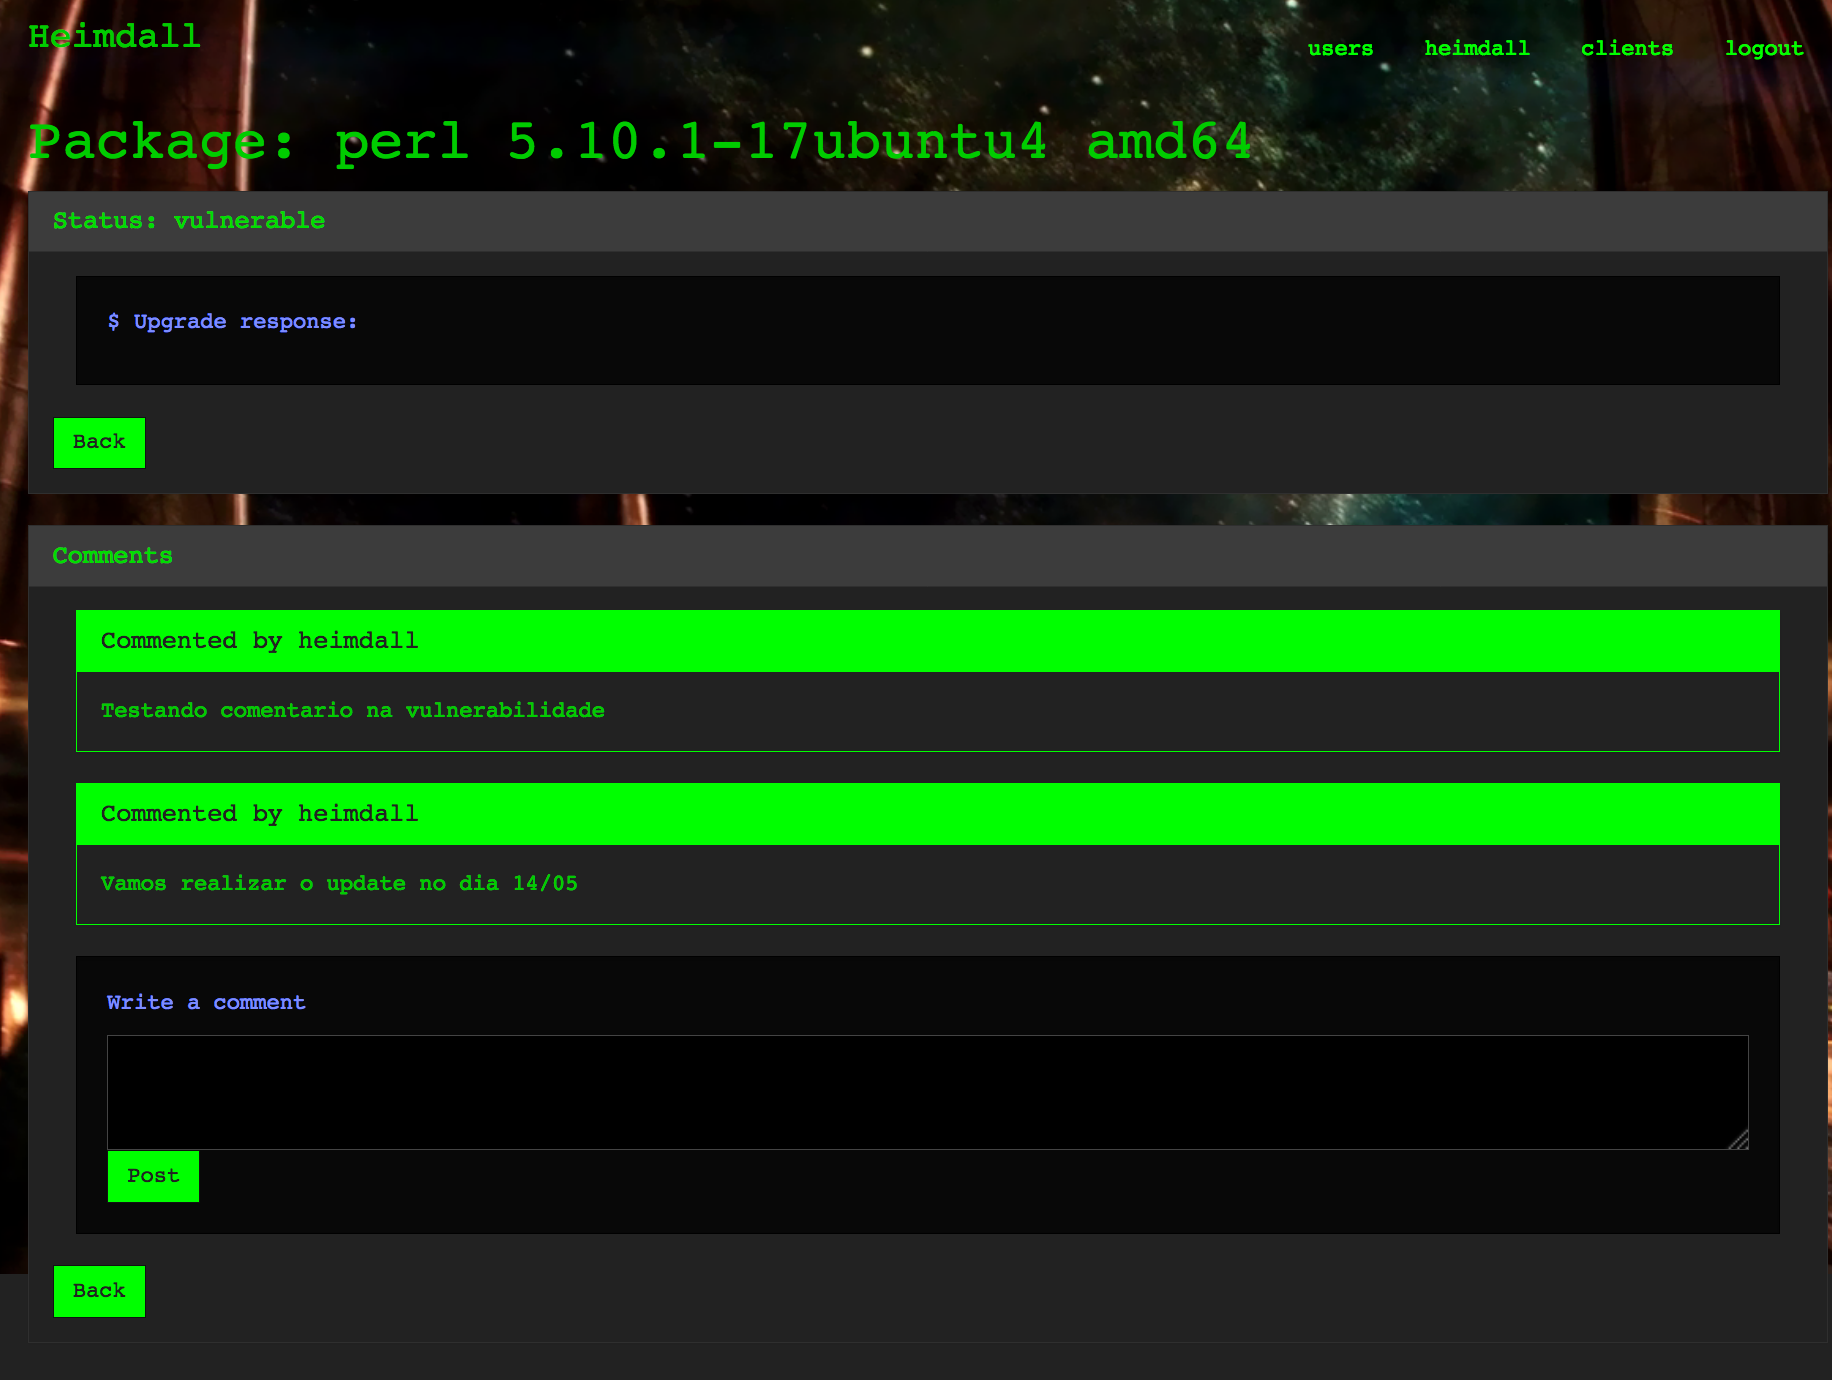 Heimdall
users heimdall clients logout
Package: perl 5.10.1-17ubuntu4 amd64
Status: vulnerable
$ Upgrade response:
Back
Comments
Commented by heimdall
Testando comentario na vulnerabilidade
Commented by heimdall
Vamos realizar o update no dia 14/05
Write a comment
Post
Back